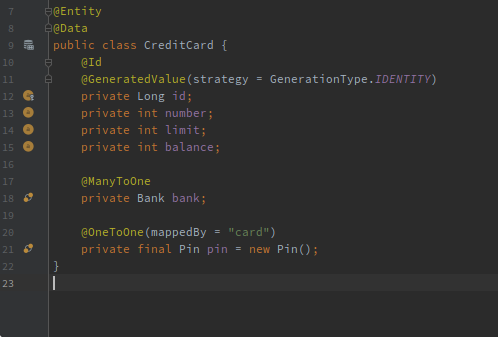 7 @Entity
8 @Data
9 public class CreditCard {
10     @Id
11     @GeneratedValue(strategy = GenerationType.IDENTITY)
12     private Long id;
13     private int number;
14     private int limit;
15     private int balance;
16
17     @ManyToOne
18     private Bank bank;
19
20     @OneToOne(mappedBy = "card")
21     private final Pin pin = new Pin();
22 }
23